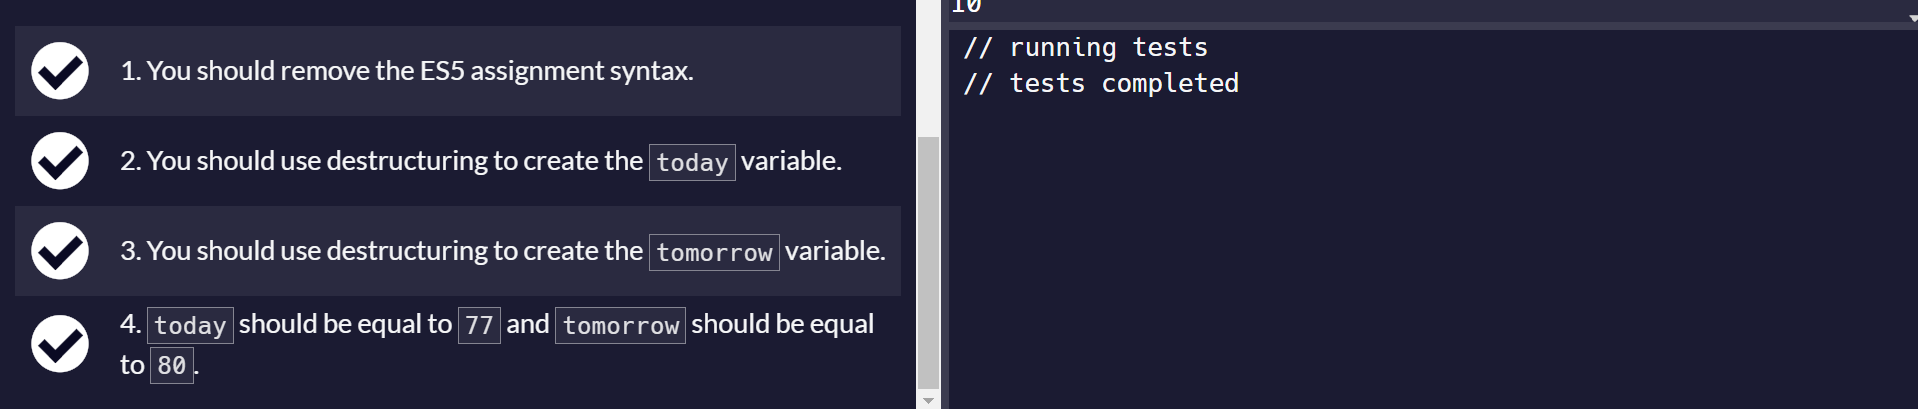 1. You should remove the ES5 assignment syntax.
2. You should use destructuring to create the today variable.
3. You should use destructuring to create the tomorrow variable.
4. today should be equal to 77 and tomorrow should be equal
to 80.
10
// running tests
// tests completed